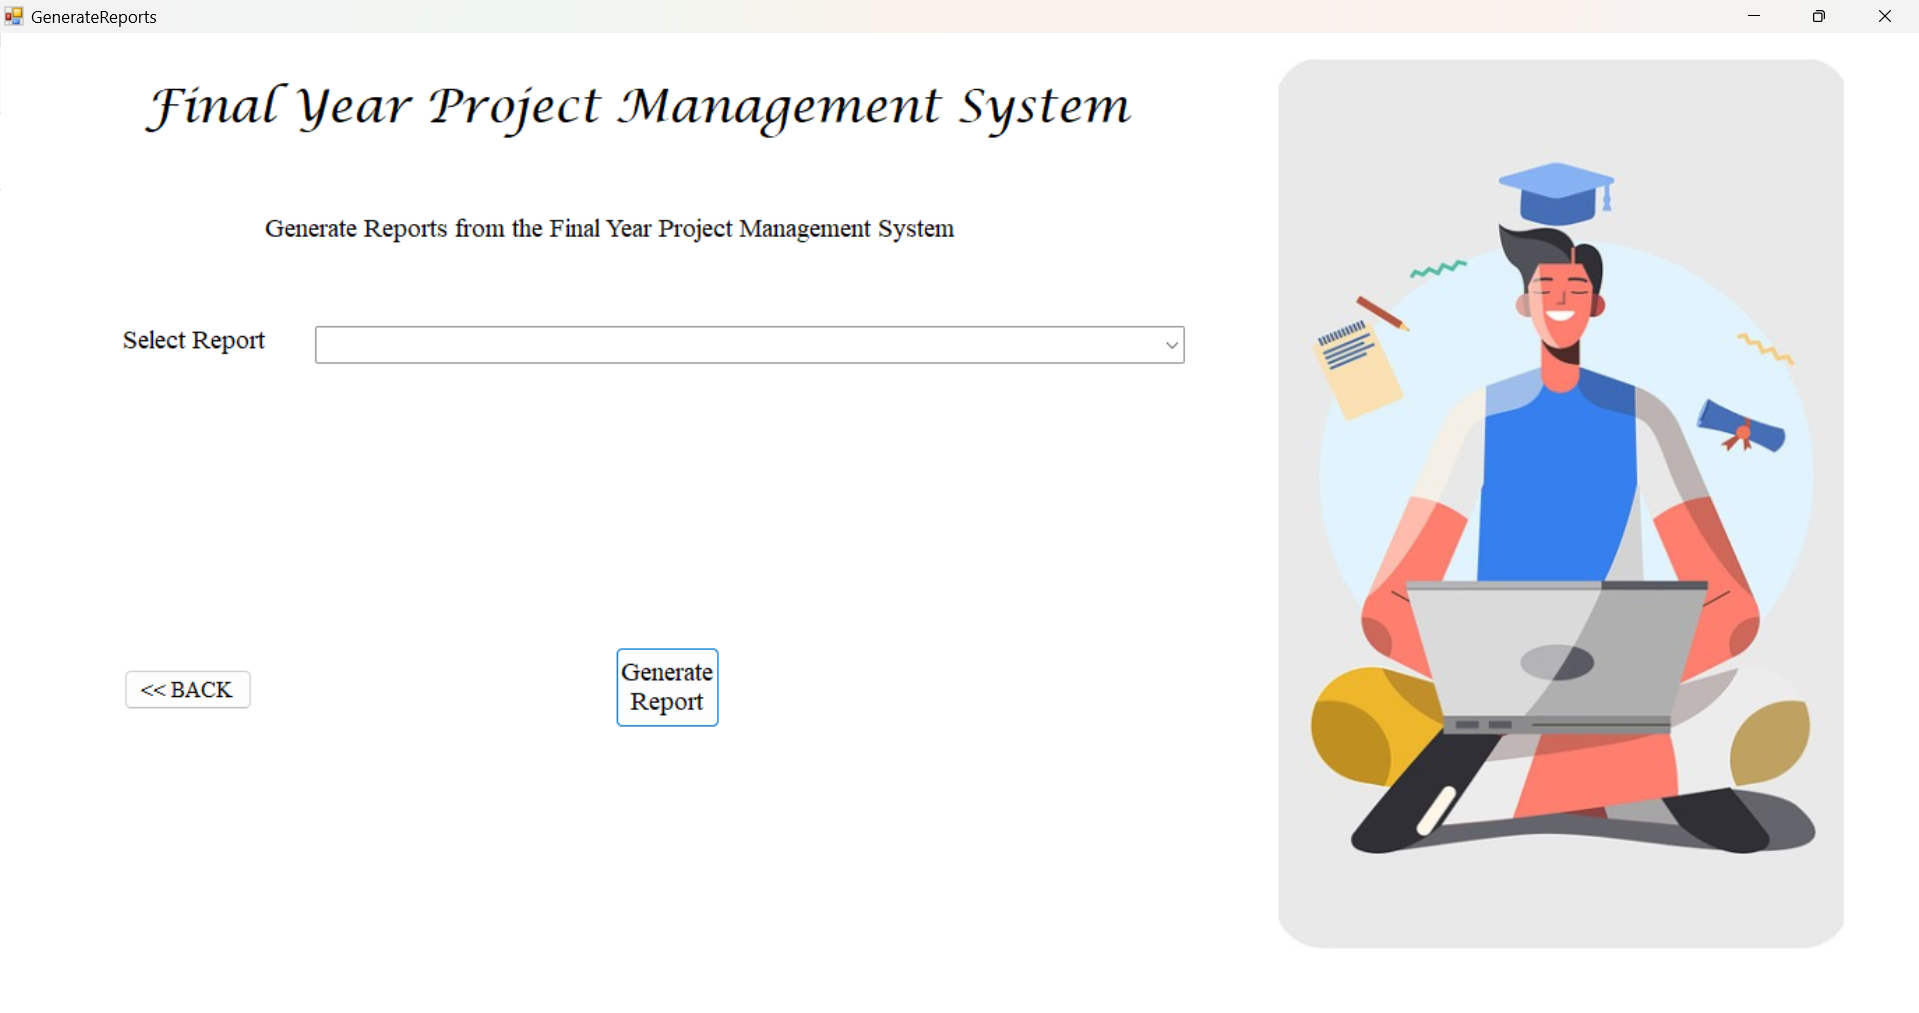 GenerateReports
Final Year Project Management System
Generate Reports from the Final Year Project Management System
Select Report
<< BACK
Generate
Report